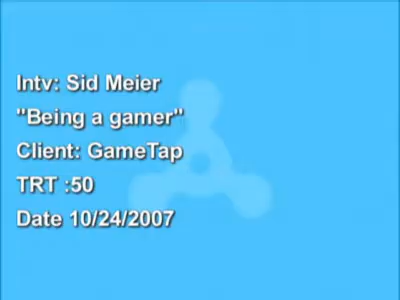 Intv: Sid Meier
"Being a gamer"
Client: GameTap
TRT :50
Date 10/24/2007